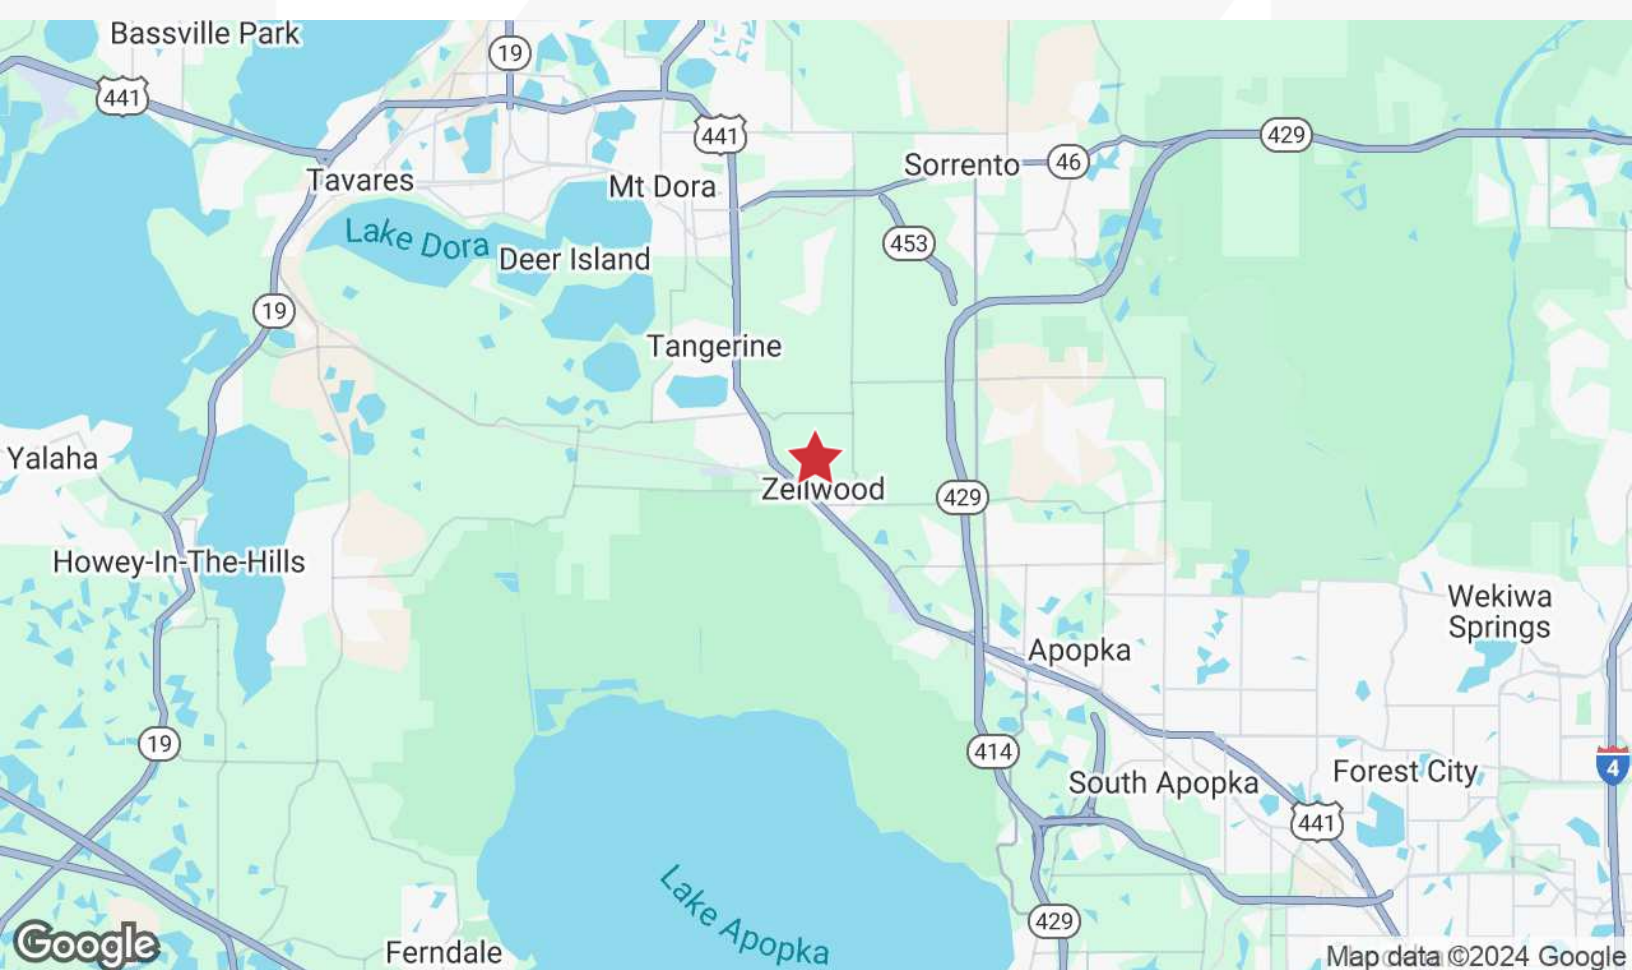 Bassville Park
19
441
441
429
Sorrento
46
Tavares
Mt Dora
Lake Dora
Deer Island
453
19
Tangerine
Yalaha
Zellwood
429
Howey-In-The-Hills
Wekiwa
Springs
Apopka
19
414
South Apopka
Forest City
4
441
Lake Apopka
429
Google
Ferndale
Map data ©2024 Google